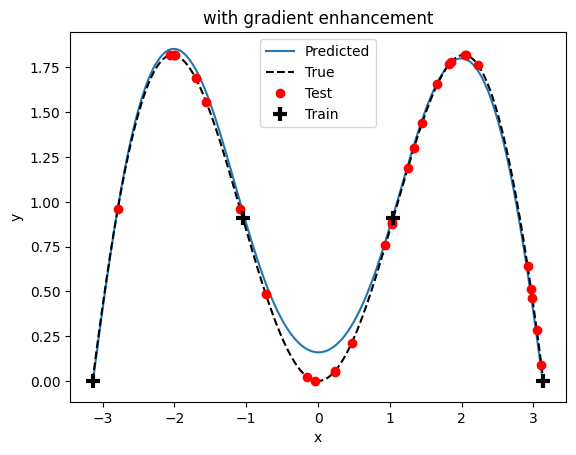 with gradient enhancement
Predicted
True
Test
Train
y
1.75
1.50
1.25
1.00
0.75
0.50
0.25
0.00
−3
−2
−1
0
1
2
3
x